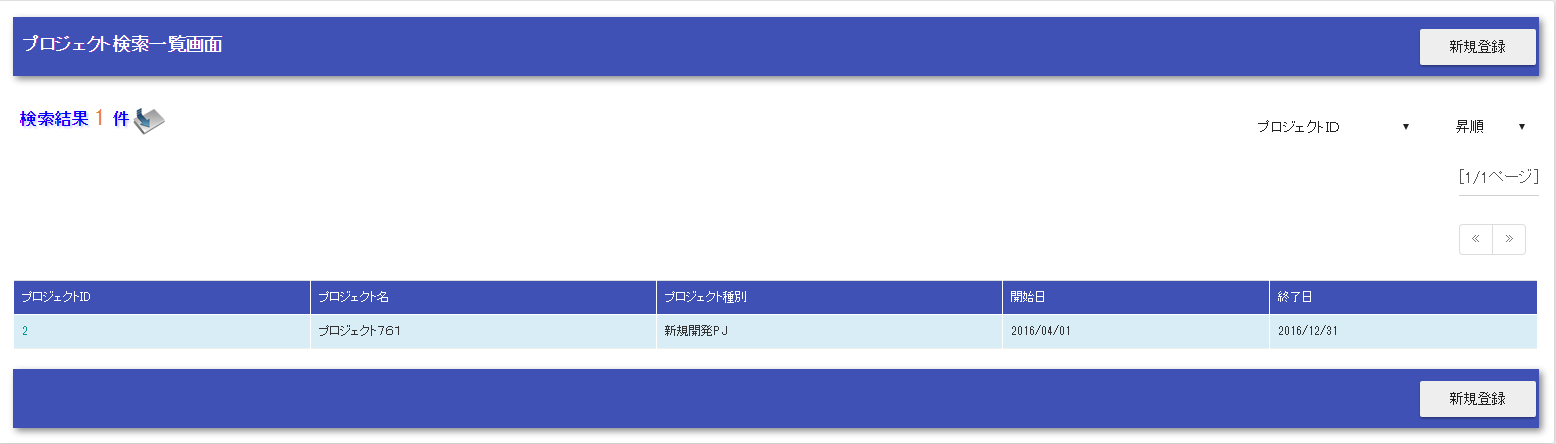 プロジェクト検索一覧画面
新規登録
検索結果 1 件
プロジェクトID ▼ 昇順 ▼
[1/1ページ]
« »
プロジェクトID プロジェクト名 プロジェクト種別 開始日 終了日
2 プロジェクト761 新規開発PJ 2016/04/01 2016/12/31
新規登録